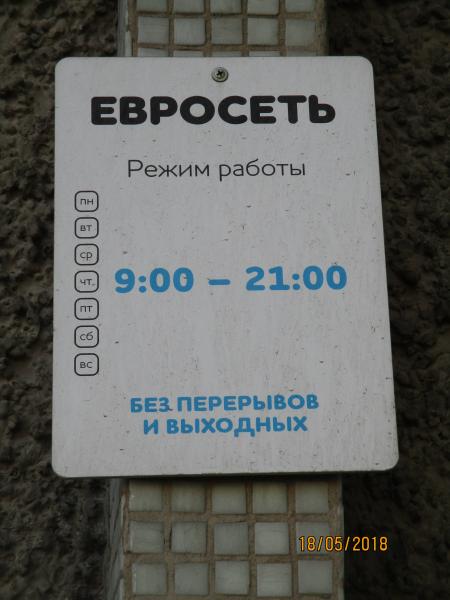 ЕВРОСЕТЬ
Режим работы
пн
вт
ср
чт.
пт
сб
вс
9:00 – 21:00
БЕЗ ПЕРЕРЫВОВ
И ВЫХОДНЫХ
18/05/2018